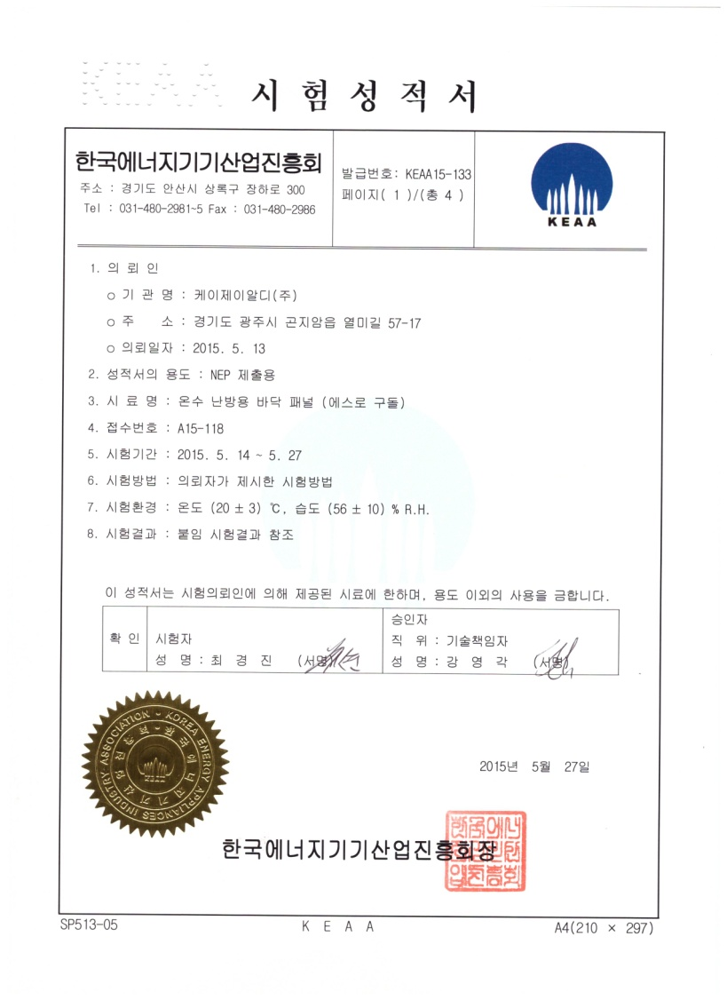 KEAA
시 험 성 적 서
한국에너지기기산업진흥회
주소 : 경기도 안산시 상록구 장하로 300
Tel : 031-480-2981~5 Fax : 031-480-2986
발급번호: KEAA15-133
페이지( 1 )/(총 4 )
KEAA
1. 의 뢰 인
○ 기 관 명 : 케이제이알디(주)
○ 주 소 : 경기도 광주시 곤지암읍 열미길 57-17
○ 의뢰일자 : 2015. 5. 13
2. 성적서의 용도 : NEP 제출용
3. 시 료 명 : 온수 난방용 바닥 패널 (에스로 구돌)
4. 접수번호 : A15-118
5. 시험기간 : 2015. 5. 14 ~ 5. 27
6. 시험방법 : 의뢰자가 제시한 시험방법
7. 시험환경 : 온도 (20 ± 3) ℃, 습도 (56 ± 10) % R.H.
8. 시험결과 : 붙임 시험결과 참조
이 성적서는 시험의뢰인에 의해 제공된 시료에 한하며, 용도 이외의 사용을 금합니다.
확 인
시험자
성 명 : 최 경 진 (서명)
승인자
직 위 : 기술책임자
성 명 : 강 영 각 (서명)
KOREA ENERGY APPLIANCES INDUSTRY ASSOCIATION
KEAA
2015년 5월 27일
한국에너지기기산업진흥회장
SP513-05
K E A A
A4(210 × 297)